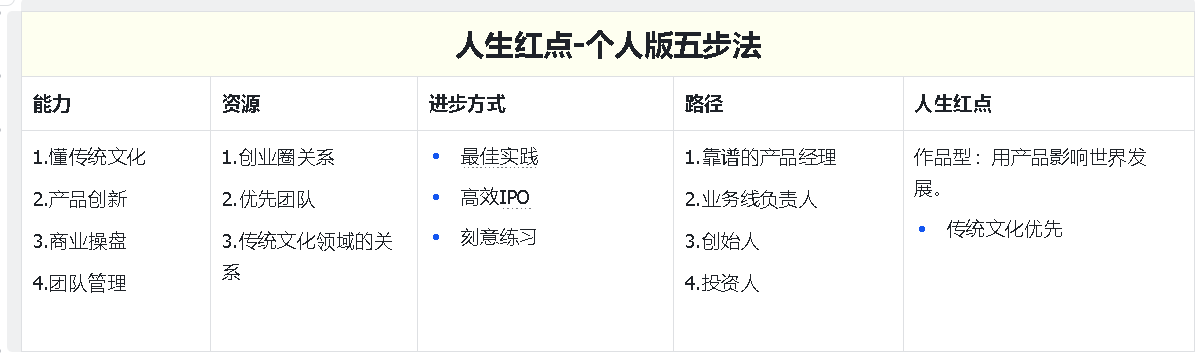 人生红点-个人版五步法
能力
资源
进步方式
路径
人生红点
1.懂传统文化
2.产品创新
3.商业操盘
4.团队管理
1.创业圈关系
2.优先团队
3.传统文化领域的关
系
• 最佳实践
• 高效IPO
• 刻意练习
1.靠谱的产品经理
2.业务线负责人
3.创始人
4.投资人
作品型：用产品影响世界发
展。
• 传统文化优先